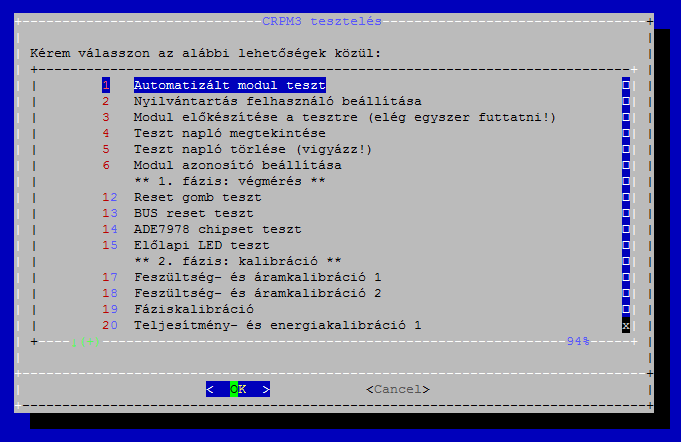 CRPM3 tesztelés
Kérem válasszon az alábbi lehetőségek közül:
1 Automatizált modul teszt
2 Nyilvántartás felhasználó beállítása
3 Modul előkészítése a tesztre (elég egyszer futtatni!)
4 Teszt napló megtekintése
5 Teszt napló törlése (vigyázz!)
6 Modul azonosító beállítása
** 1. fázis: végmérés **
12 Reset gomb teszt
13 BUS reset teszt
14 ADE7978 chipset teszt
15 Előlapi LED teszt
** 2. fázis: kalibráció **
17 Feszültség- és áramkalibráció 1
18 Feszültség- és áramkalibráció 2
19 Fáziskalibráció
20 Teljesítmény- és energiakalibráció 1 x
↓(+) 94%
< OK > <Cancel>